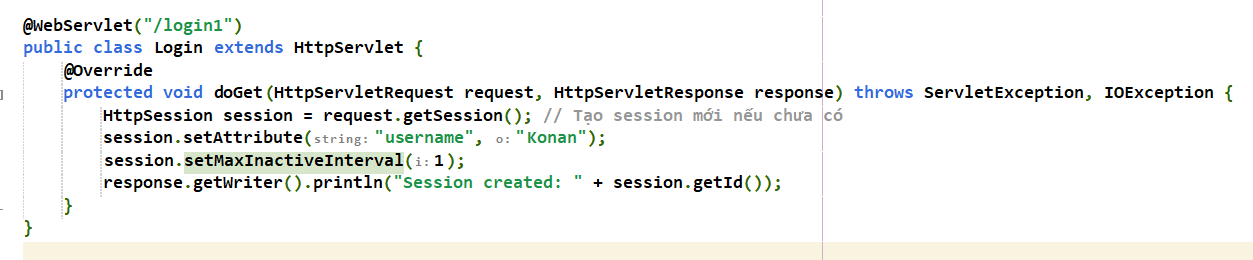 @WebServlet("/login1")
public class Login extends HttpServlet {
@Override
protected void doGet(HttpServletRequest request, HttpServletResponse response) throws ServletException, IOException {
HttpSession session = request.getSession(); // Tạo session mới nếu chưa có
session.setAttribute(string: "username", o: "Konan");
session.setMaxInactiveInterval(i: 1);
response.getWriter().println("Session created: " + session.getId());
}
}